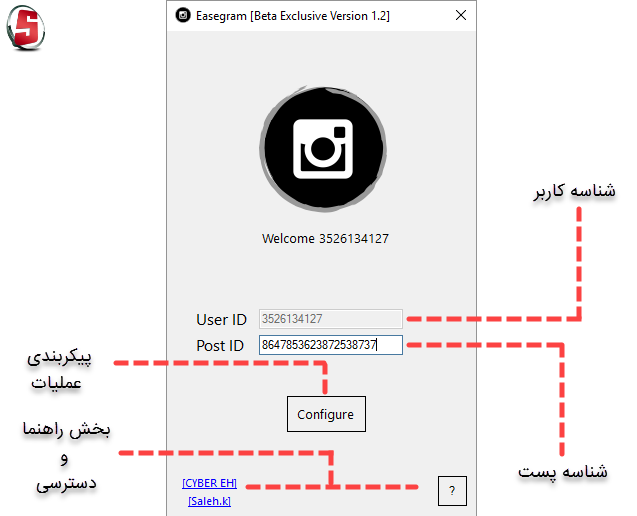 S
Easegram [Beta Exclusive Version 1.2]
شناسه کاربر
Welcome 3526134127
User ID 3526134127
Post ID 8647853623872538737
پیکربندی
عملیات
Configure
بخش راهنما
و
دسترسی
شناسه پست
[CYBER EH]
[Saleh.k]
?